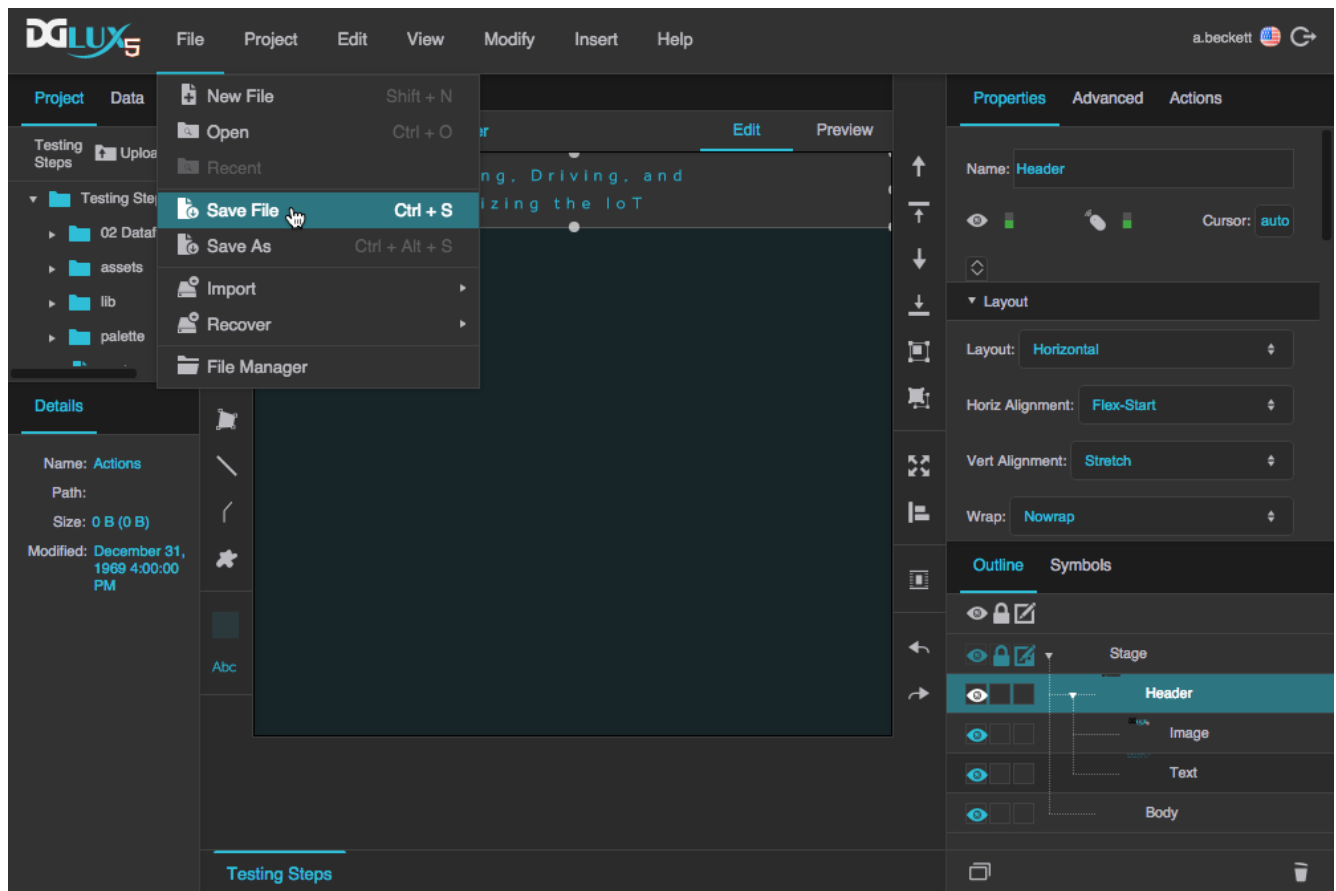 DGLUX5
File Project Edit View Modify Insert Help
a.beckett
Project Data
Testing Steps
Uploa
Testing Ste
02 Dataf
assets
lib
palette
New File Shift + N
Open Ctrl + O
Recent
Save File Ctrl + S
Save As Ctrl + Alt + S
Import
Recover
File Manager
er
Edit Preview
ng, Driving, and
izing the IoT
Details
Name: Actions
Path:
Size: 0 B (0 B)
Modified: December 31,
1969 4:00:00
PM
Abc
Testing Steps
Properties Advanced Actions
Name: Header
Cursor: auto
Layout
Layout: Horizontal
Horiz Alignment: Flex-Start
Vert Alignment: Stretch
Wrap: Nowrap
Outline Symbols
Stage
Header
Image
Text
Body